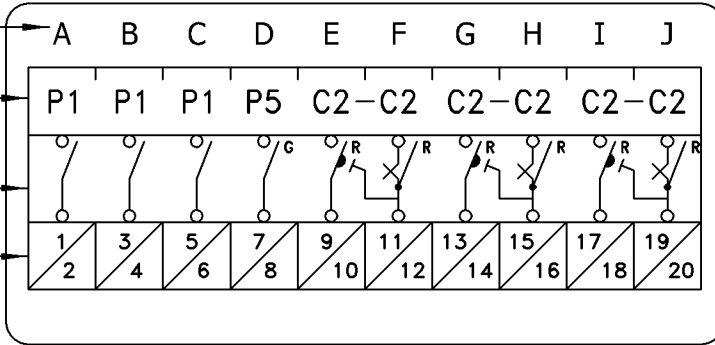 A B C D E F G H I J
P1 P1 P1 P5 C2-C2 C2-C2 C2-C2
G R R R R R R
1 3 5 7 9 11 13 15 17 19
2 4 6 8 10 12 14 16 18 20